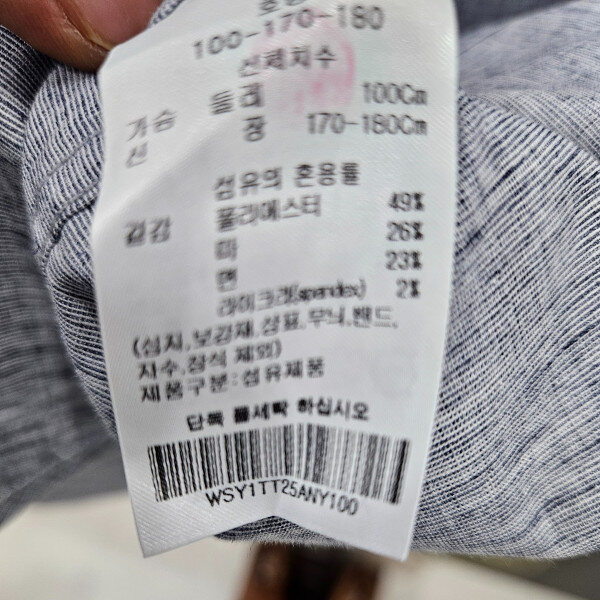 호칭
100-170-180
신체치수
가슴 둘레 100Cm
신 장 170-180Cm
섬유의 혼용률
겉감 폴리에스터 49%
마 26%
면 23%
라이크라(spandex) 2%
(심지,보강재,상표,무늬,밴드,
자수,장식 제외)
제품구분:섬유제품
단독 물세탁 하십시오
WSY1TT25ANY100